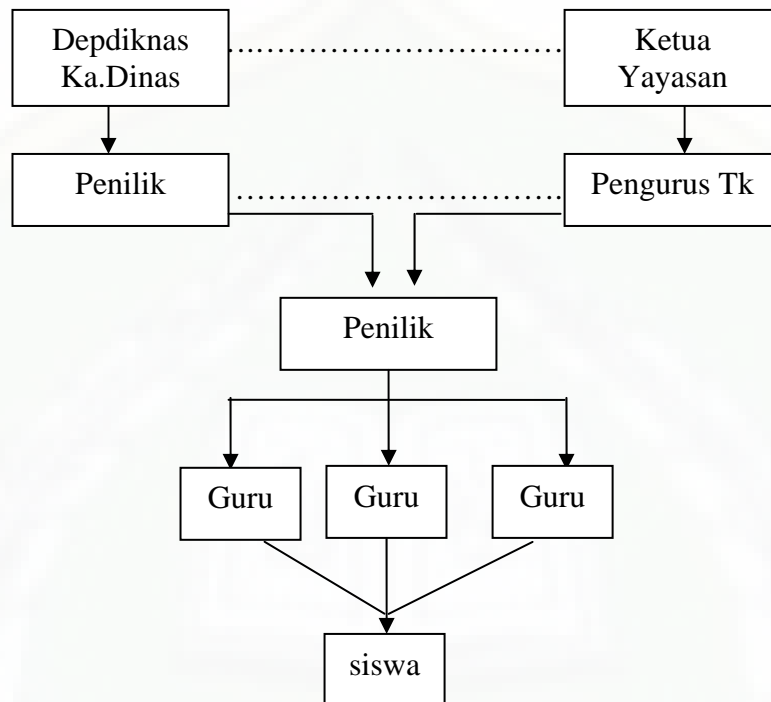 Depdiknas
Ka.Dinas
Ketua
Yayasan
Penilik
Pengurus Tk
Penilik
Guru
Guru
Guru
siswa